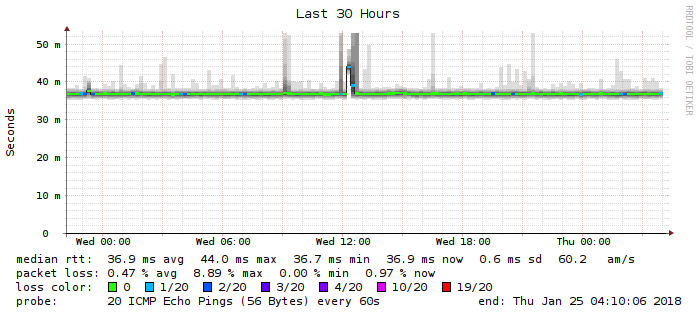 Last 30 Hours
RRDTOOL / TOBI OETIKER
Seconds
50 m
40 m
30 m
20 m
10 m
0
Wed 00:00 Wed 06:00 Wed 12:00 Wed 18:00 Thu 00:00
median rtt: 36.9 ms avg 44.0 ms max 36.7 ms min 36.9 ms now 0.6 ms sd 60.2 am/s
packet loss: 0.47 % avg 8.89 % max 0.00 % min 0.97 % now
loss color: 0 1/20 2/20 3/20 4/20 10/20 19/20
probe: 20 ICMP Echo Pings (56 Bytes) every 60s end: Thu Jan 25 04:10:06 2018